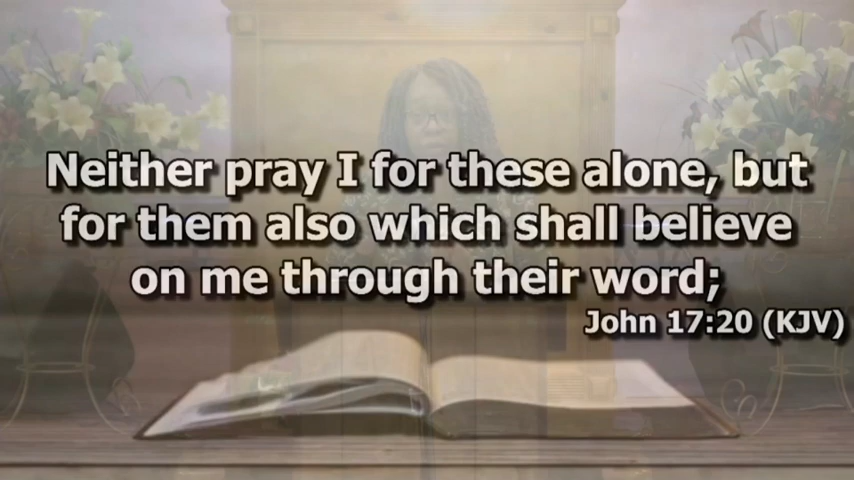 Neither pray I for these alone, but
for them also which shall believe
on me through their word;
John 17:20 (KJV)